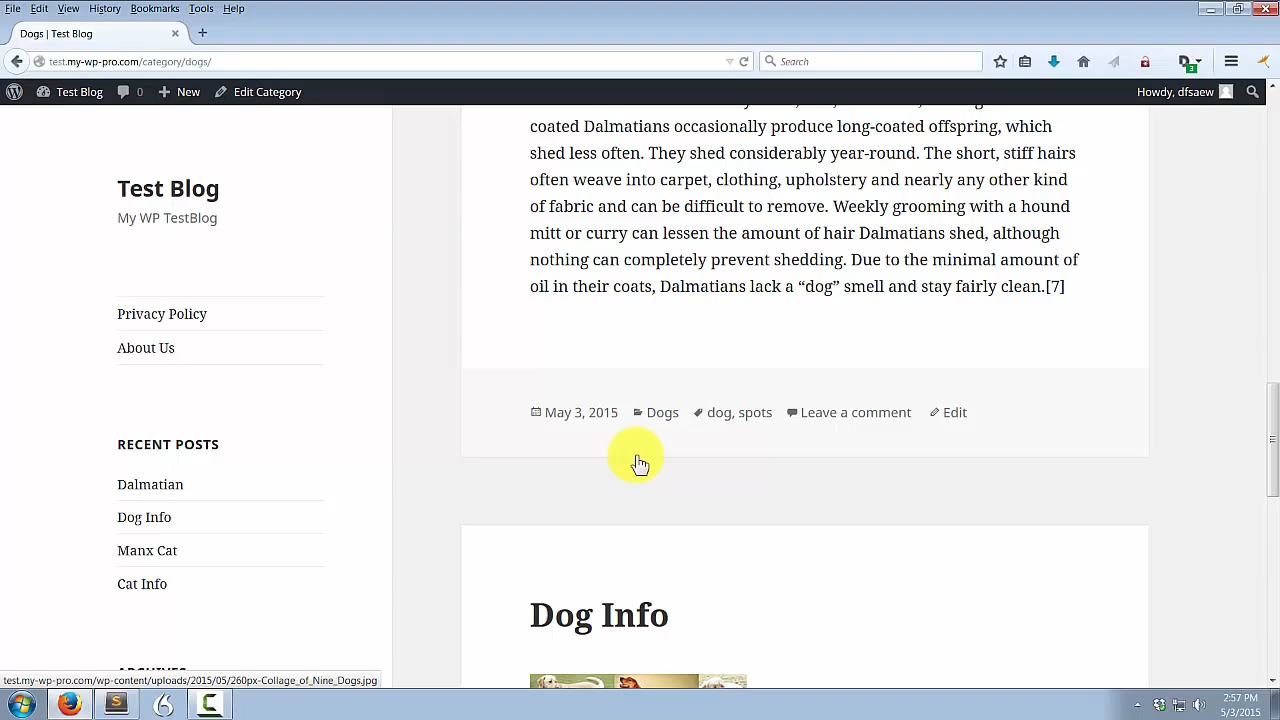 File Edit View History Bookmarks Tools Help
Dogs | Test Blog
test.my-wp-pro.com/category/dogs/
Search
3
Test Blog 0 New Edit Category Howdy, dfsaew
Test Blog
My WP TestBlog
Privacy Policy
About Us
RECENT POSTS
Dalmatian
Dog Info
Manx Cat
Cat Info
ARCHIVES
coated Dalmatians occasionally produce long-coated offspring, which
shed less often. They shed considerably year-round. The short, stiff hairs
often weave into carpet, clothing, upholstery and nearly any other kind
of fabric and can be difficult to remove. Weekly grooming with a hound
mitt or curry can lessen the amount of hair Dalmatians shed, although
nothing can completely prevent shedding. Due to the minimal amount of
oil in their coats, Dalmatians lack a “dog” smell and stay fairly clean.[7]
May 3, 2015 Dogs dog, spots Leave a comment Edit
Dog Info
test.my-wp-pro.com/wp-content/uploads/2015/05/260px-Collage_of_Nine_Dogs.jpg
2:57 PM
5/3/2015